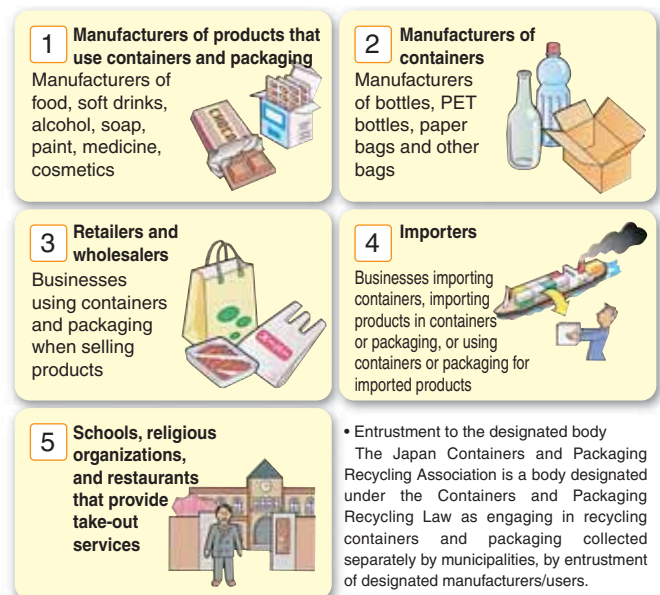 1
Manufacturers of products that
use containers and packaging
Manufacturers of
food, soft drinks,
alcohol, soap,
paint, medicine,
cosmetics
CHOCO
2
Manufacturers of
containers
Manufacturers
of bottles, PET
bottles, paper
bags and other
bags
3
Retailers and
wholesalers
Businesses
using containers
and packaging
when selling
products
4
Importers
Businesses importing
containers, importing
products in containers
or packaging, or using
containers or packaging for
imported products
5
Schools, religious
organizations,
and restaurants
that provide
take-out
services
• Entrustment to the designated body
The Japan Containers and Packaging
Recycling Association is a body designated
under the Containers and Packaging
Recycling Law as engaging in recycling
containers and packaging collected
separately by municipalities, by entrustment
of designated manufacturers/users.